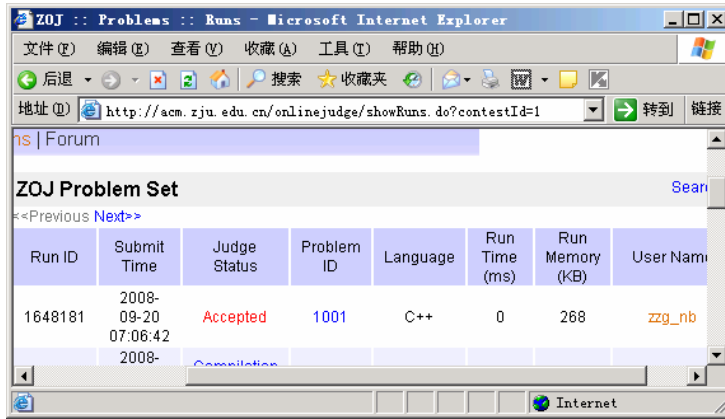 ZOJ :: Problems :: Runs - Microsoft Internet Explorer
文件(F) 编辑(E) 查看(V) 收藏(A) 工具(T) 帮助(H)
后退 搜索 收藏夹
地址(D) http://acm.zju.edu.cn/onlinejudge/showRuns.do?contestId=1 转到 链接
ns | Forum
ZOJ Problem Set Sear
<<Previous Next>>
Run ID Submit Time Judge Status Problem ID Language Run Time (ms) Run Memory (KB) User Name
1648181 2008-09-20 07:06:42 Accepted 1001 C++ 0 268 zzg_nb
2008- Compilation
Internet